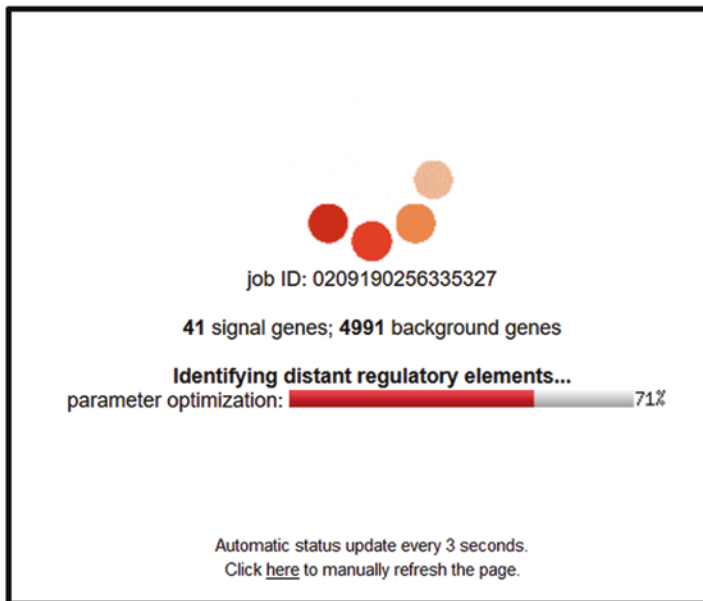 job ID: 0209190256335327
41 signal genes; 4991 background genes
Identifying distant regulatory elements...
parameter optimization: 71%
Automatic status update every 3 seconds.
Click here to manually refresh the page.